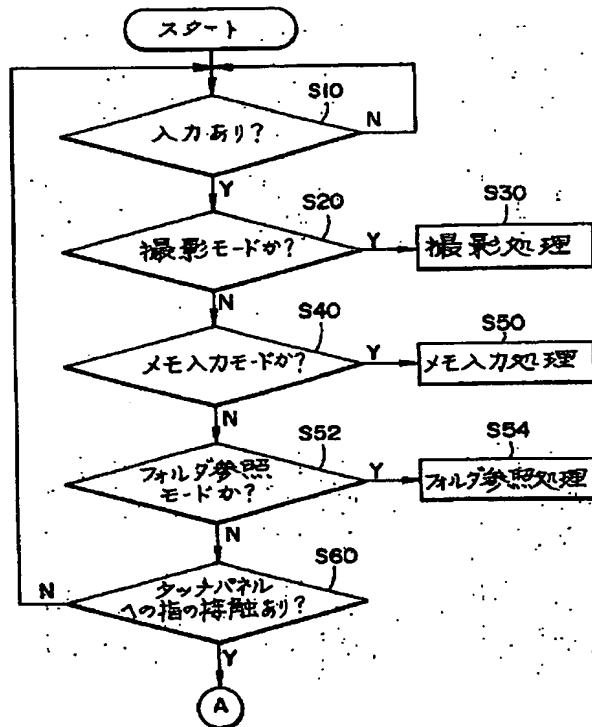 スタート
S10
入力あり?
N
Y
S20
撮影モードか?
Y
S30
撮影処理
N
S40
メモ入力モードか?
Y
S50
メモ入力処理
N
S52
フォルダ参照
モードか?
Y
S54
フォルダ参照処理
N
S60
タッチパネル
への指の接触あり?
N
Y
A